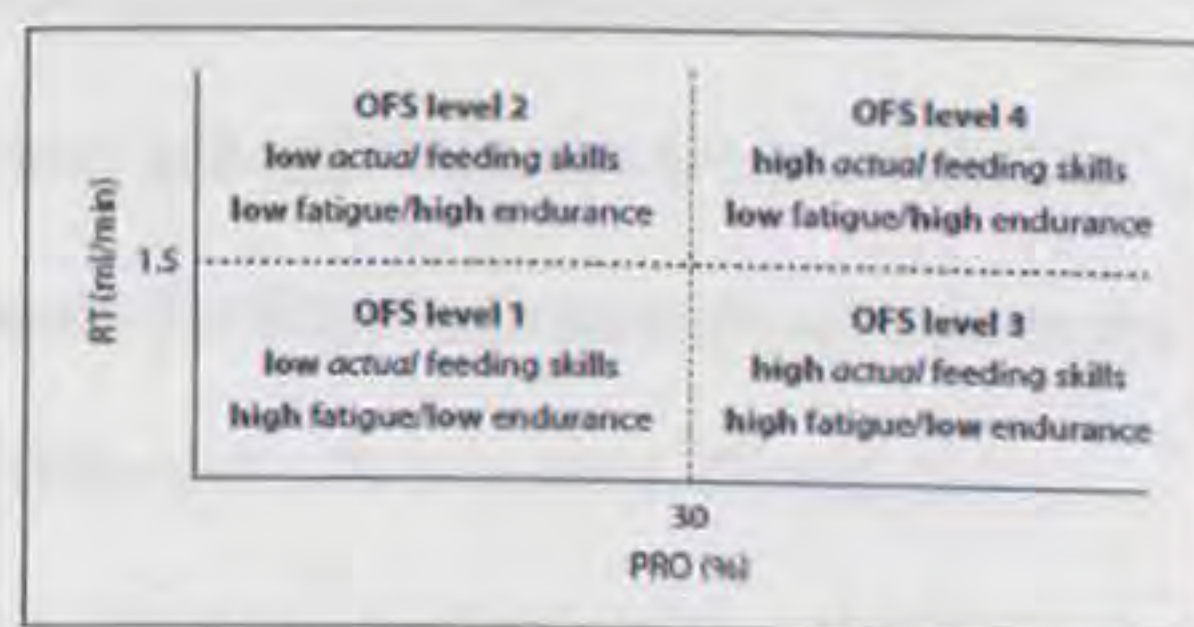 OFS level 2
low actual feeding skills
low fatigue/high endurance
OFS level 4
high actual feeding skills
low fatigue/high endurance
RT (ml/min)
1.5
OFS level 1
low actual feeding skills
high fatigue/low endurance
OFS level 3
high actual feeding skills
high fatigue/low endurance
30
PRO (%)